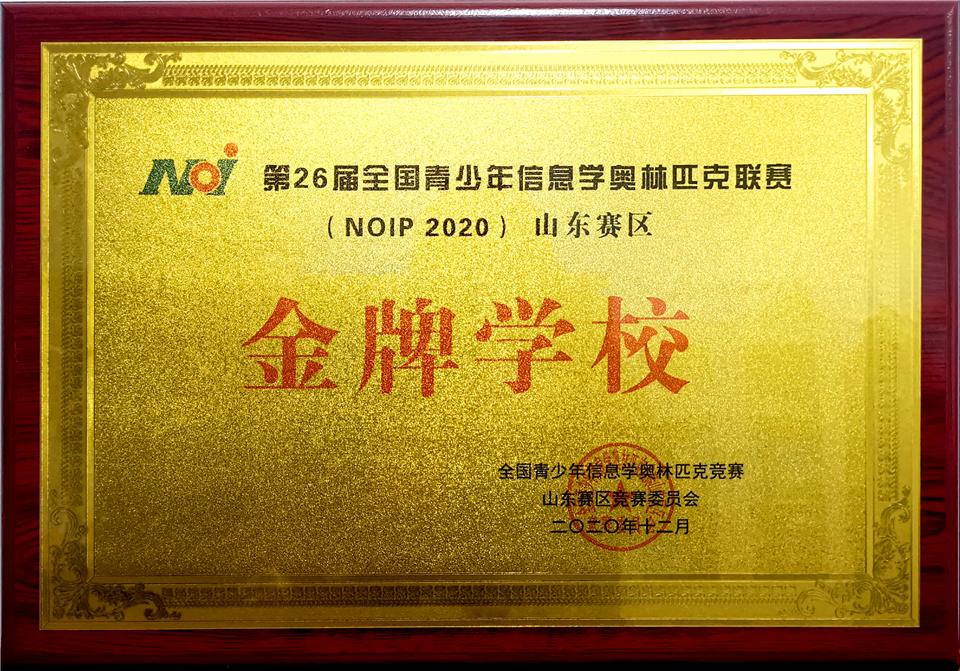 NOI 第26届全国青少年信息学奥林匹克联赛
（NOIP 2020） 山东赛区
金牌学校
全国青少年信息学奥林匹克竞赛
山东赛区竞赛委员会
二〇二〇年十二月